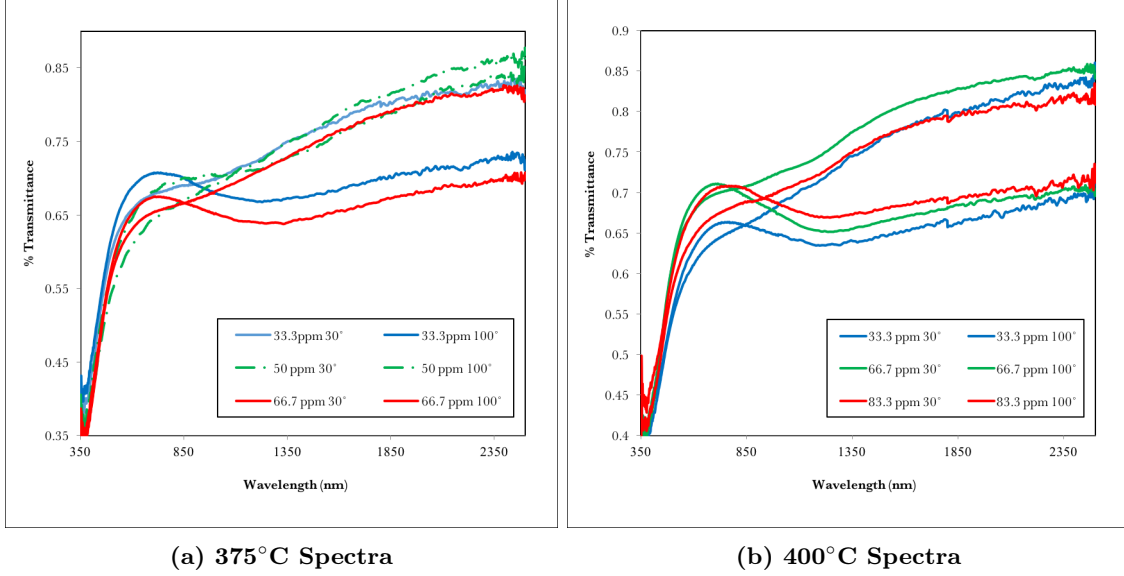 0.85
0.75
0.65
0.55
0.45
0.35
% Transmittance
33.3ppm 30°
33.3ppm 100°
50 ppm 30°
50 ppm 100°
66.7 ppm 30°
66.7 ppm 100°
350
850
1350
1850
2350
Wavelength (nm)
(a) 375°C Spectra
0.9
0.85
0.8
0.75
0.7
0.65
0.6
0.55
0.5
0.45
0.4
% Transmittance
33.3 ppm 30°
33.3 ppm 100°
66.7 ppm 30°
66.7 ppm 100°
83.3 ppm 30°
83.3 ppm 100°
350
850
1350
1850
2350
Wavelength (nm)
(b) 400°C Spectra